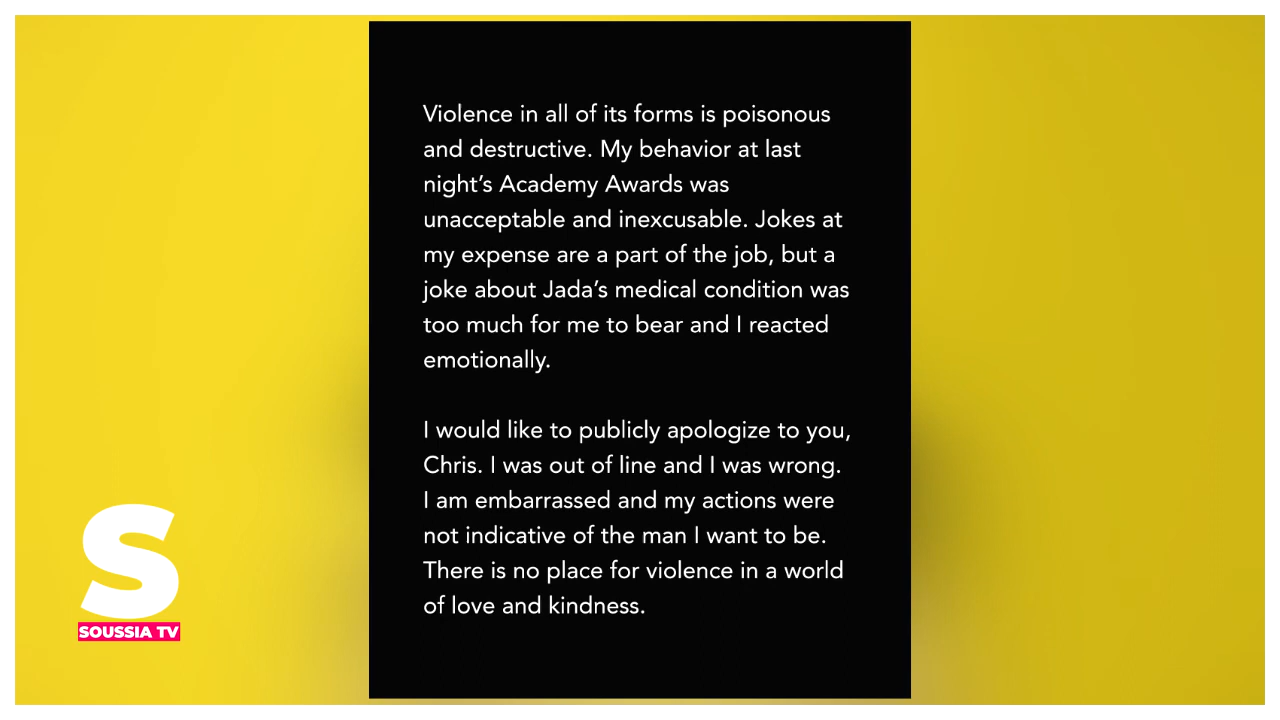 Violence in all of its forms is poisonous
and destructive. My behavior at last
night's Academy Awards was
unacceptable and inexcusable. Jokes at
my expense are a part of the job, but a
joke about Jada's medical condition was
too much for me to bear and I reacted
emotionally.
I would like to publicly apologize to you,
Chris. I was out of line and I was wrong.
I am embarrassed and my actions were
not indicative of the man I want to be.
There is no place for violence in a world
of love and kindness.
S
SOUSSIA TV